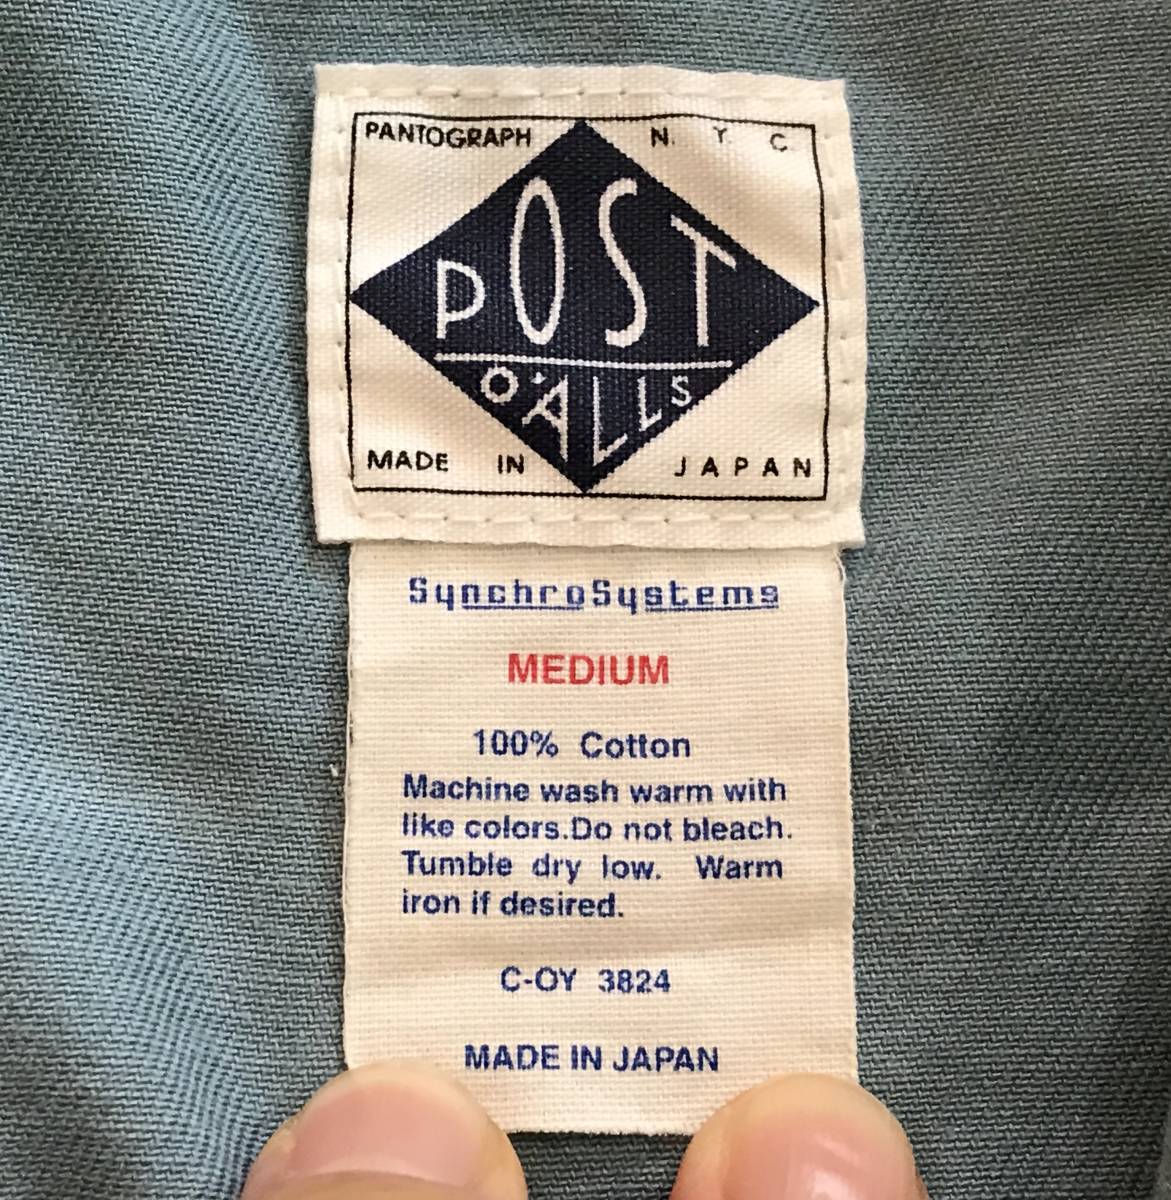 PANTOGRAPH N. Y. C.
POST
O'ALLS
MADE IN JAPAN
SynchroSystems
MEDIUM
100% Cotton
Machine wash warm with
like colors.Do not bleach.
Tumble dry low. Warm
iron if desired.
C-OY 3824
MADE IN JAPAN